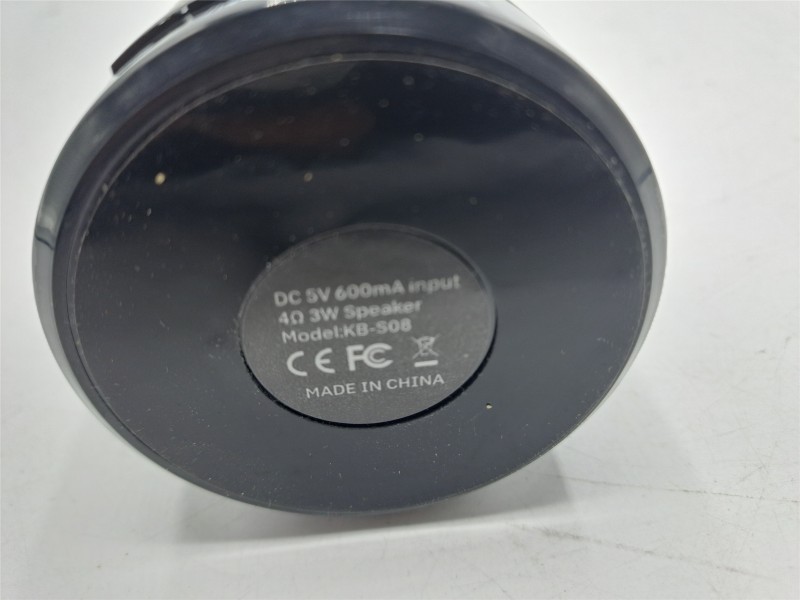 DC 5V 600mA input
4Ω 3W Speaker
Model:KB-S08
CE FC
MADE IN CHINA